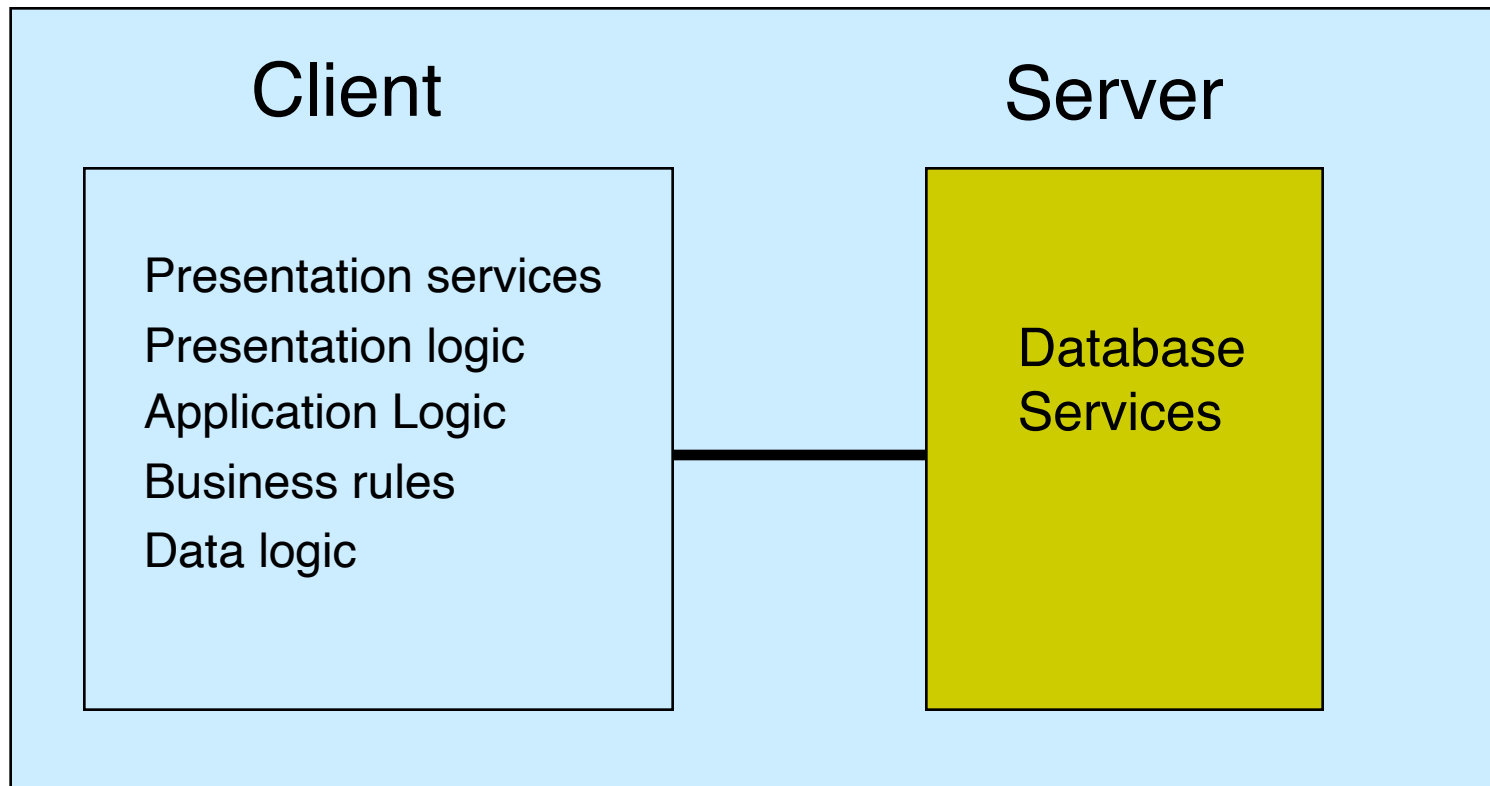 Client
Server
Presentation services
Presentation logic
Application Logic
Business rules
Data logic
Database
Services